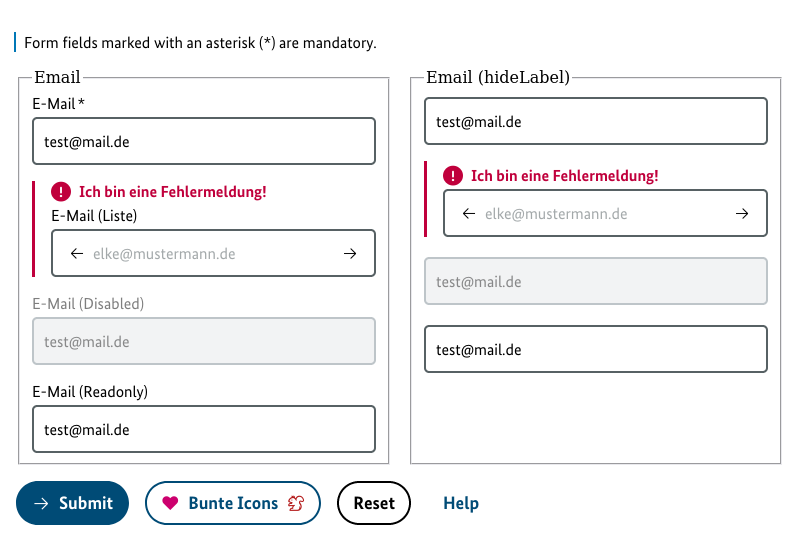 Form fields marked with an asterisk (*) are mandatory.
Email
E-Mail *
test@mail.de
Ich bin eine Fehlermeldung!
E-Mail (Liste)
elke@mustermann.de
E-Mail (Disabled)
test@mail.de
E-Mail (Readonly)
test@mail.de
Email (hideLabel)
test@mail.de
Ich bin eine Fehlermeldung!
elke@mustermann.de
test@mail.de
test@mail.de
Submit
Bunte Icons
Reset
Help